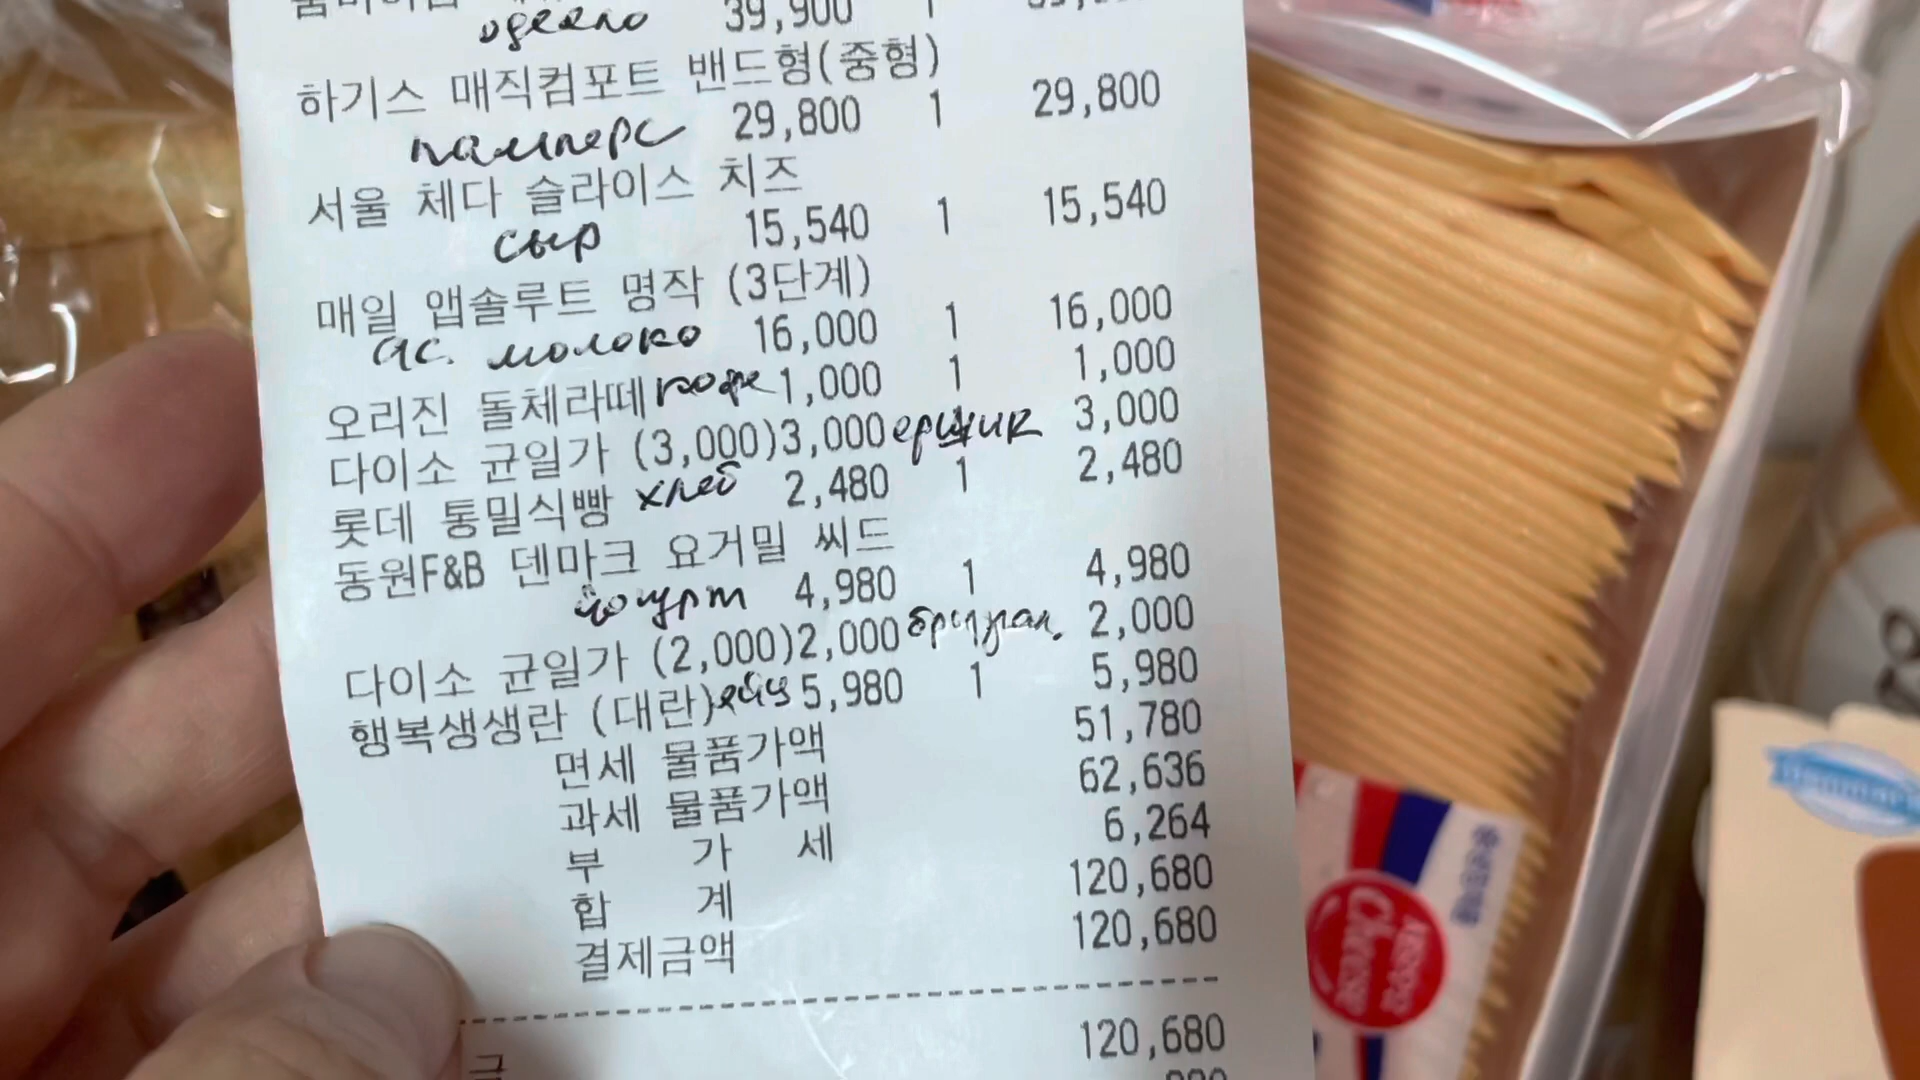 одеяло 39,900 1
하기스 매직컴포트 밴드형(중형)
памперс 29,800 1 29,800
서울 체다 슬라이스 치즈
сыр 15,540 1 15,540
매일 앱솔루트 명작 (3단계)
молоко 16,000 1 16,000
오리진 돌체라떼 кофе 1,000 1 1,000
다이소 균일가 (3,000)3,000 ершик 3,000
롯데 통밀식빵 хлеб 2,480 1 2,480
동원F&B 덴마크 요거밀 씨드
йогурт 4,980 1 4,980
다이소 균일가 (2,000)2,000 2,000
행복생생란 (대란) яйц 5,980 1 5,980
면세 물품가액 51,780
과세 물품가액 62,636
부 가 세 6,264
합 계 120,680
결제금액 120,680
120,680
Cheese